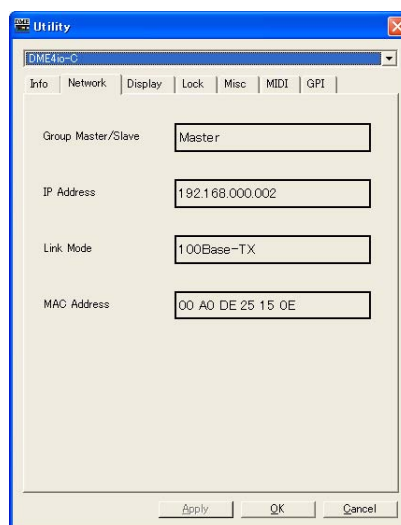 Utility
DME4io-C
Info Network Display Lock Misc MIDI GPI
Group Master/Slave Master
IP Address 192.168.000.002
Link Mode 100Base-TX
MAC Address 00 A0 DE 25 15 0E
Apply OK Cancel